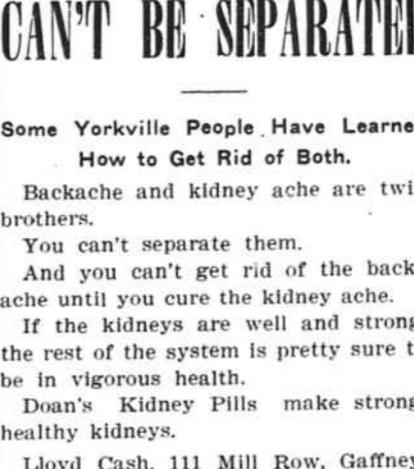 CAN'T BE SEPARATE
Some Yorkville People Have Learne
How to Get Rid of Both.
Backache and kidney ache are twi
brothers.
You can't separate them.
And you can't get rid of the back
ache until you cure the kidney ache.
If the kidneys are well and strong
the rest of the system is pretty sure t
be in vigorous health.
Doan's Kidney Pills make strong
healthy kidneys.
Lloyd Cash, 111 Mill Row, Gaffney